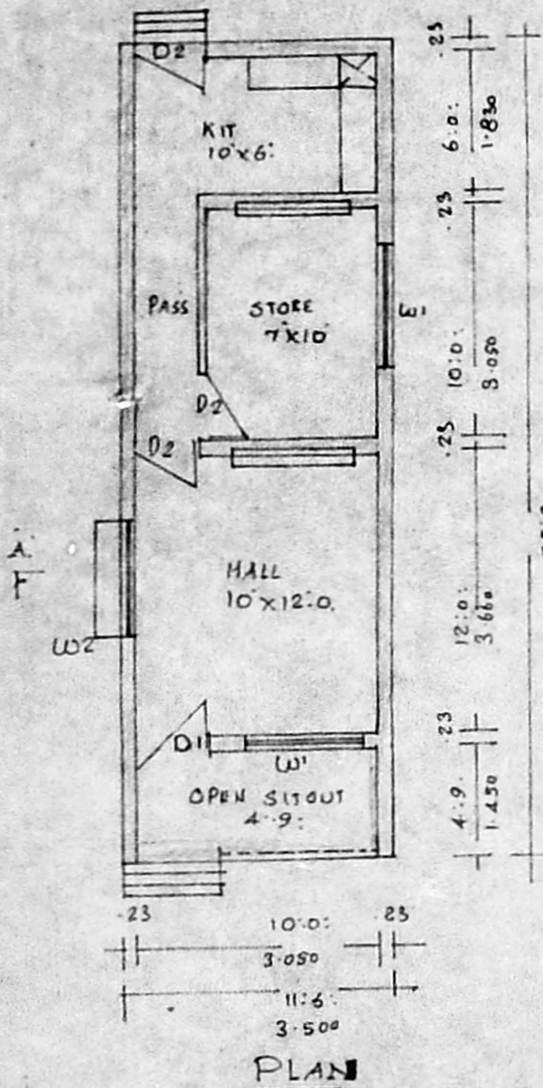 D2
KIT
10'x6:
PASS
STORE
7'x10'
W1
D2
D2
HALL
10'x12:0.
A
W2
D1
W1
OPEN SITOUT
4.9:
.23
6:0:
1.830
.23
10:0:
3.050
.23
12:0:
3.660
.23
4:9.
1.450
.23
10:0:
.23
3.050
11:6:
3.500
PLAN